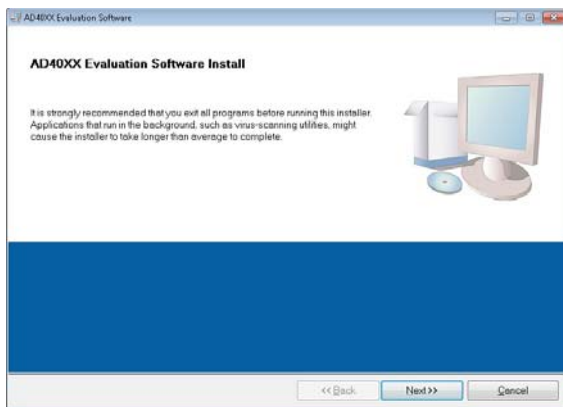 AD40XX Evaluation Software
AD40XX Evaluation Software Install
It is strongly recommended that you exit all programs before running this installer.
Applications that run in the background, such as virus-scanning utilities, might
cause the installer to take longer than average to complete.
<< Back
Next >>
Cancel